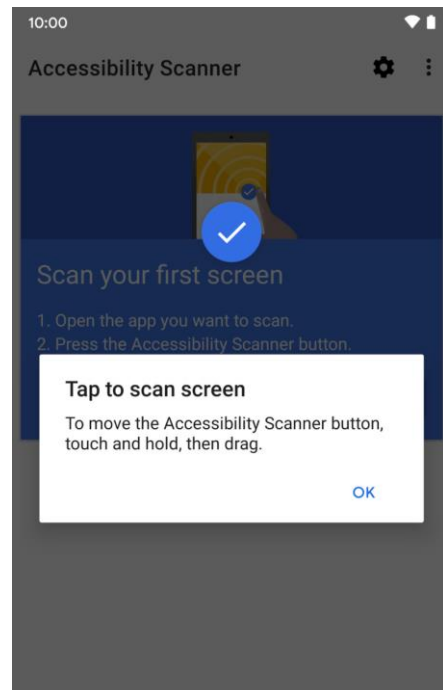 10:00
Accessibility Scanner
Scan your first screen
1. Open the app you want to scan.
2. Press the Accessibility Scanner button.
Tap to scan screen
To move the Accessibility Scanner button,
touch and hold, then drag.
OK